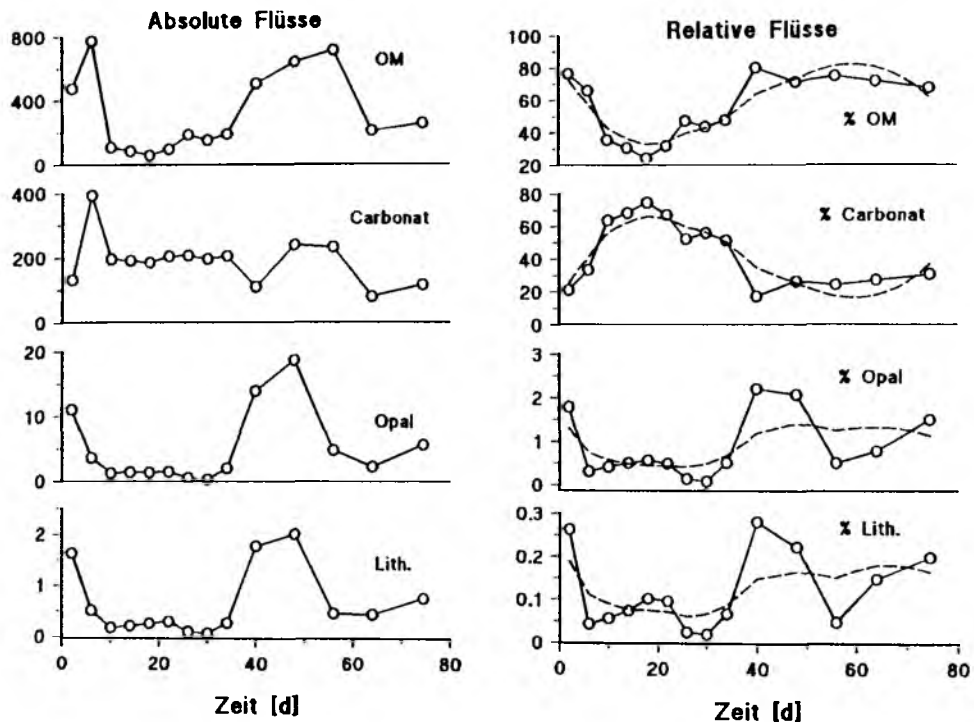 Absolute Flüsse
800
400
0
OM
400
200
0
Carbonat
20
10
0
Opal
2
1
0
Lith.
0 20 40 60 80
Zeit [d]
Relative Flüsse
100
80
60
40
20
% OM
80
60
40
20
0
% Carbonat
3
2
1
0
% Opal
0.3
0.2
0.1
0
% Lith.
0 20 40 60 80
Zeit [d]